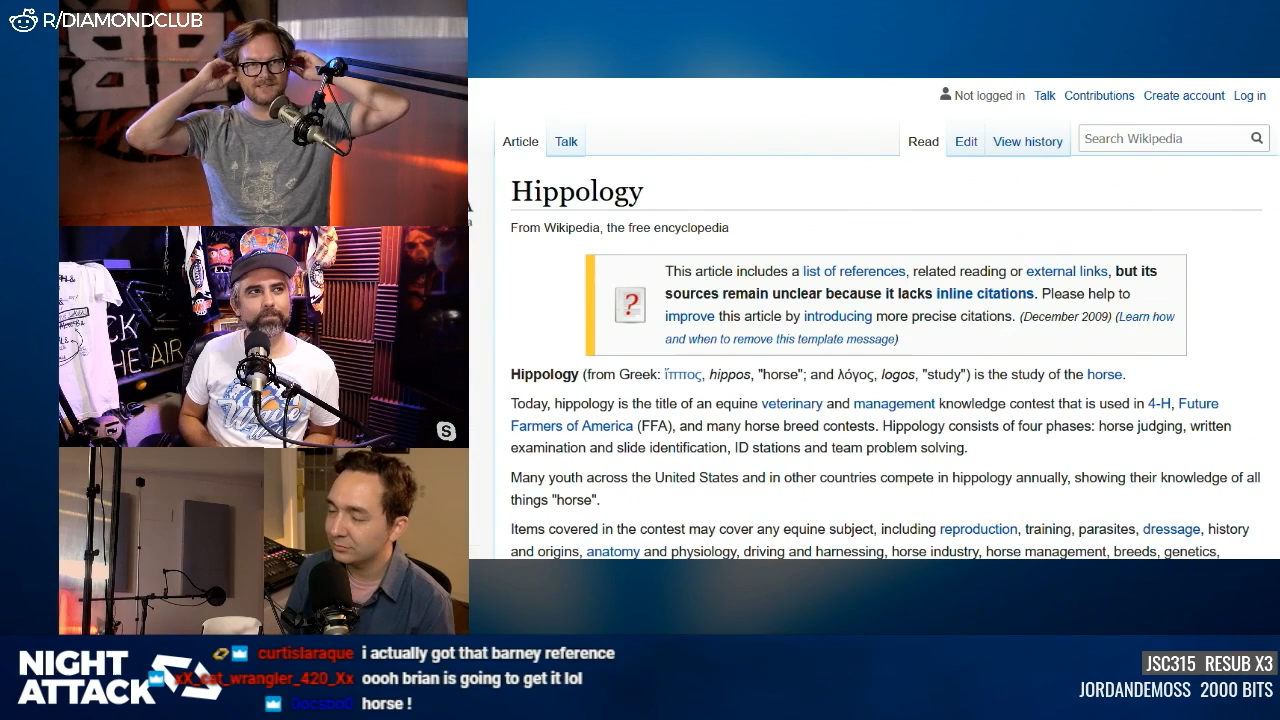 R/DIAMONDCLUB
Not logged in Talk Contributions Create account Log in
Article Talk Read Edit View history Search Wikipedia
Hippology
From Wikipedia, the free encyclopedia
This article includes a list of references, related reading or external links, but its
sources remain unclear because it lacks inline citations. Please help to
improve this article by introducing more precise citations. (December 2009) (Learn how
and when to remove this template message)
Hippology (from Greek: ἵππος, hippos, "horse"; and λόγος, logos, "study") is the study of the horse.
Today, hippology is the title of an equine veterinary and management knowledge contest that is used in 4-H, Future
Farmers of America (FFA), and many horse breed contests. Hippology consists of four phases: horse judging, written
examination and slide identification, ID stations and team problem solving.
Many youth across the United States and in other countries compete in hippology annually, showing their knowledge of all
things "horse".
Items covered in the contest may cover any equine subject, including reproduction, training, parasites, dressage, history
and origins, anatomy and physiology, driving and harnessing, horse industry, horse management, breeds, genetics,
HE AIR
NIGHT
ATTACK
curtislaraque i actually got that barney reference
xX_cat_wrangler_420_Xx oooh brian is going to get it lol
horse !
JSC315 RESUB X3
JORDANDEMOSS 2000 BITS